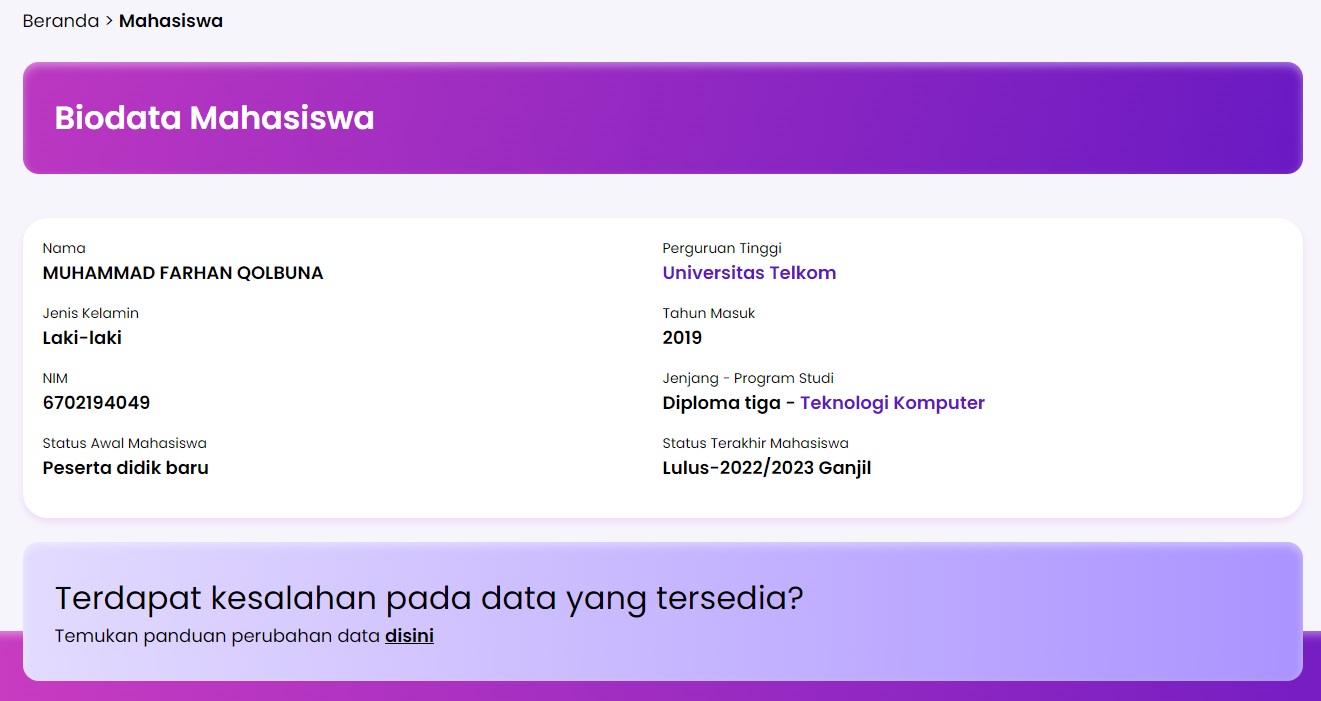 Beranda > Mahasiswa
Biodata Mahasiswa
Nama
MUHAMMAD FARHAN QOLBUNA
Perguruan Tinggi
Universitas Telkom
Jenis Kelamin
Laki-laki
Tahun Masuk
2019
NIM
6702194049
Jenjang - Program Studi
Diploma tiga - Teknologi Komputer
Status Awal Mahasiswa
Peserta didik baru
Status Terakhir Mahasiswa
Lulus-2022/2023 Ganjil
Terdapat kesalahan pada data yang tersedia?
Temukan panduan perubahan data disini